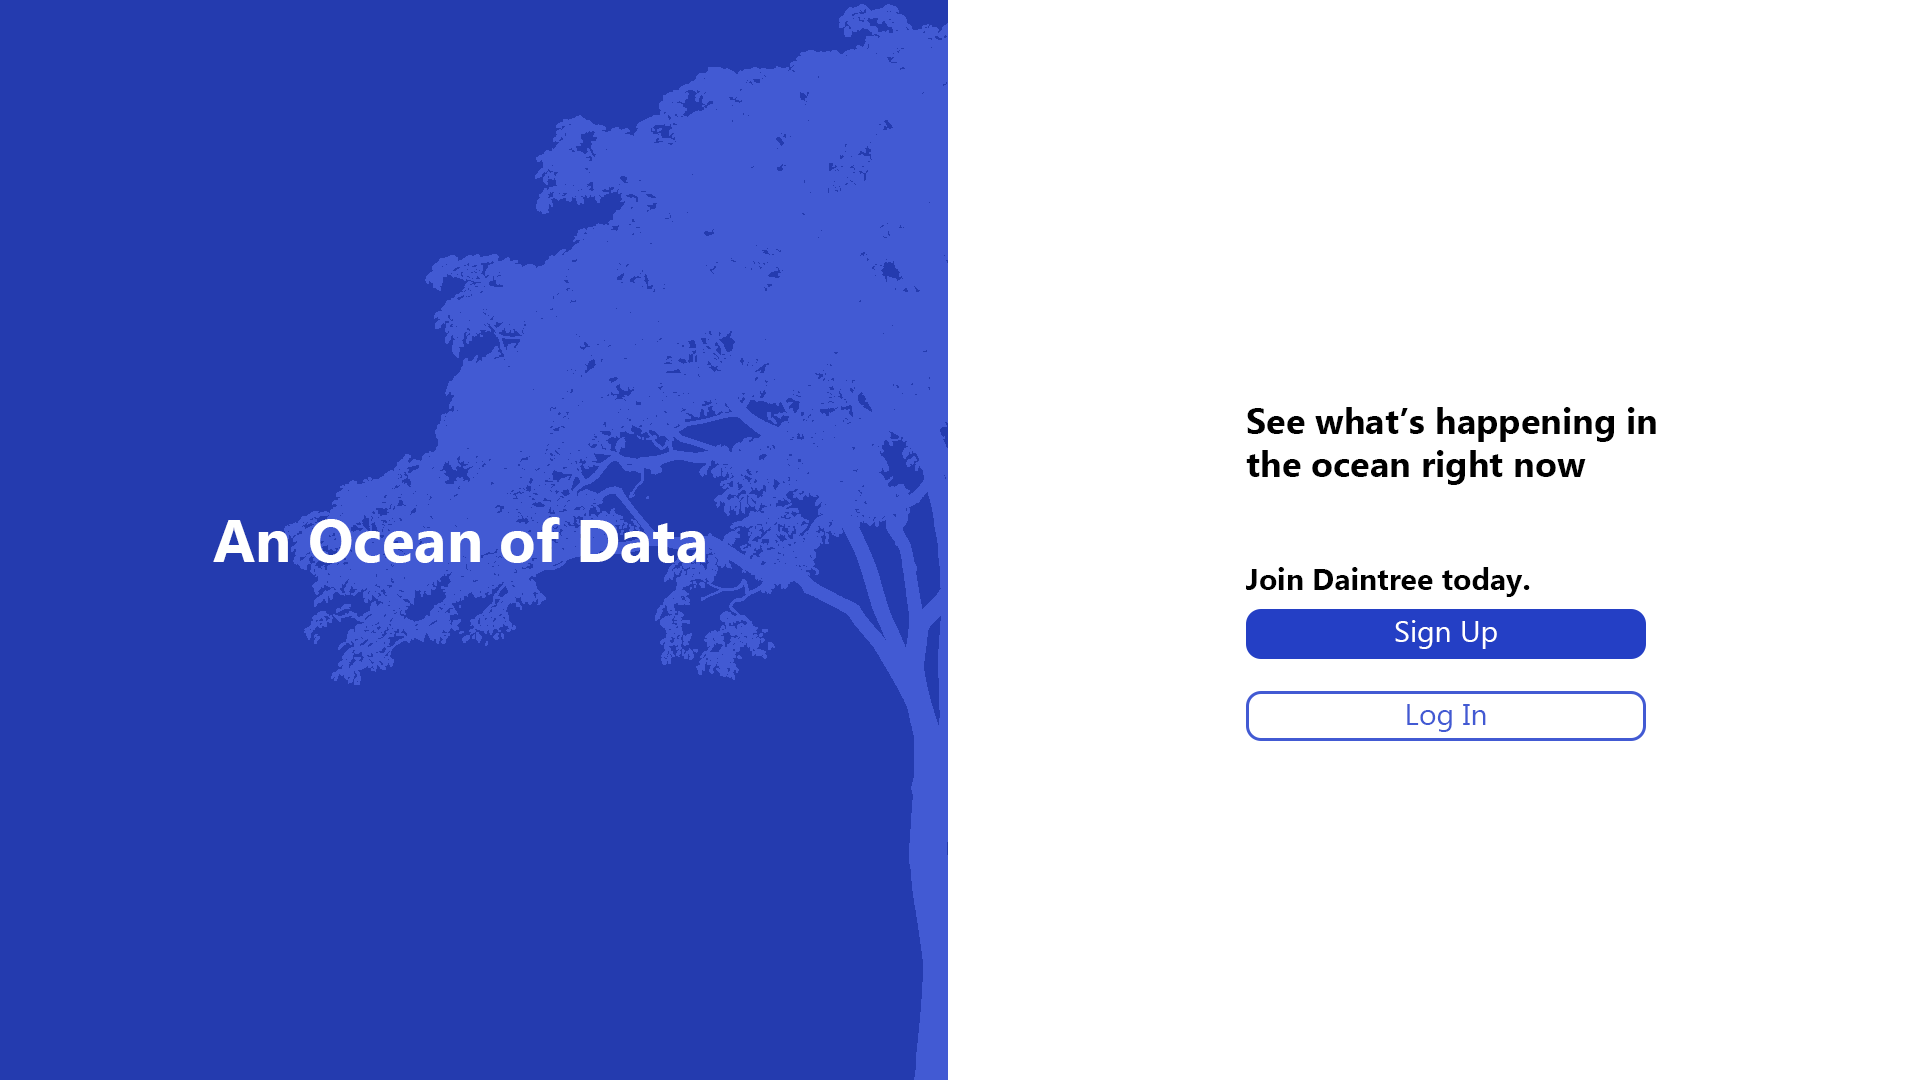 An Ocean of Data
See what’s happening in
the ocean right now
Join Daintree today.
Sign Up
Log In